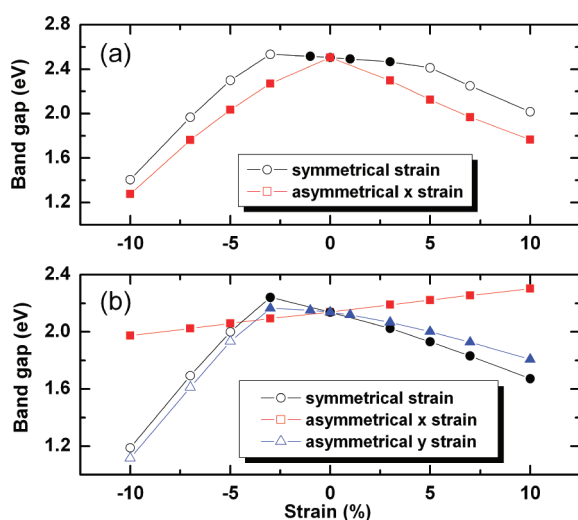 (a)
Band gap (eV)
2.8
2.4
2.0
1.6
1.2
symmetrical strain
asymmetrical x strain
-10 -5 0 5 10
(b)
Band gap (eV)
2.4
2.0
1.6
1.2
symmetrical strain
asymmetrical x strain
asymmetrical y strain
-10 -5 0 5 10
Strain (%)